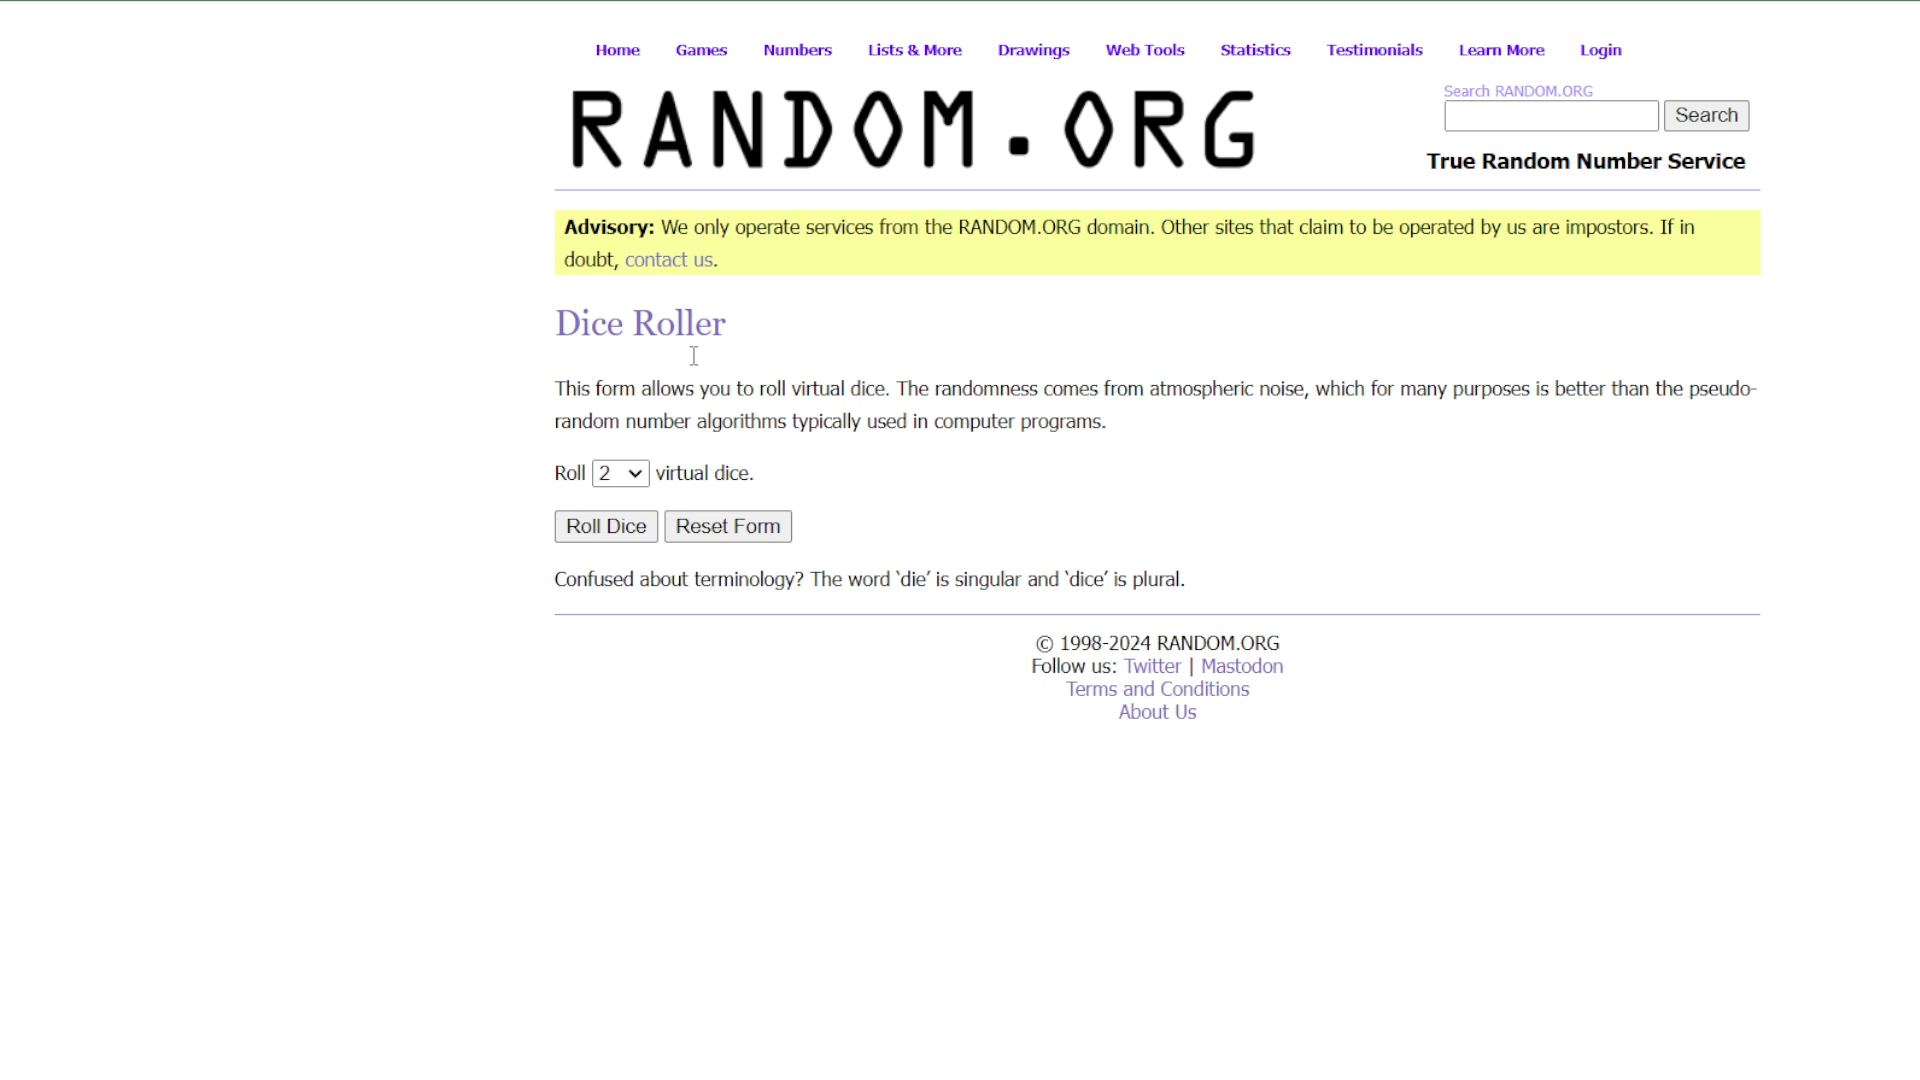 Home Games Numbers Lists & More Drawings Web Tools Statistics Testimonials Learn More Login
RANDOM.ORG
Search RANDOM.ORG
Search
True Random Number Service
Advisory: We only operate services from the RANDOM.ORG domain. Other sites that claim to be operated by us are impostors. If in
doubt, contact us.
Dice Roller
This form allows you to roll virtual dice. The randomness comes from atmospheric noise, which for many purposes is better than the pseudo-
random number algorithms typically used in computer programs.
Roll 2 virtual dice.
Roll Dice Reset Form
Confused about terminology? The word ‘die’ is singular and ‘dice’ is plural.
© 1998-2024 RANDOM.ORG
Follow us: Twitter | Mastodon
Terms and Conditions
About Us